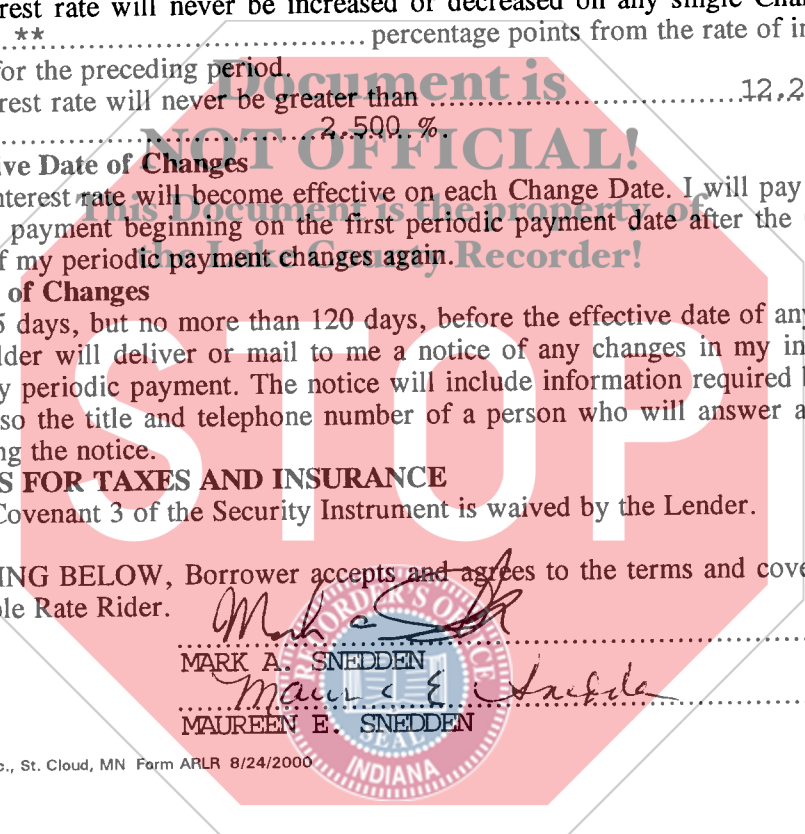 rest rate will never be increased or decreased on any single Cha
** percentage points from the rate of in
for the preceding period.
Document is
rest rate will never be greater than ........................................12.2
........................................2.500..%.
NOT OFFICIAL!
ive Date of Changes
nterest rate will become effective on each Change Date. I will pay
This Document is the property of
payment beginning on the first periodic payment date after the
the Lake County Recorder!
f my periodic payment changes again.
of Changes
5 days, but no more than 120 days, before the effective date of any
lder will deliver or mail to me a notice of any changes in my in
y periodic payment. The notice will include information required b
so the title and telephone number of a person who will answer a
ng the notice.
STOP
S FOR TAXES AND INSURANCE
Covenant 3 of the Security Instrument is waived by the Lender.
ING BELOW, Borrower accepts and agrees to the terms and cove
ble Rate Rider.
MARK A. SNEDDEN
MAUREEN E. SNEDDEN
RECORDER'S OFFICE
SEAL
INDIANA
c., St. Cloud, MN Form ARLR 8/24/2000